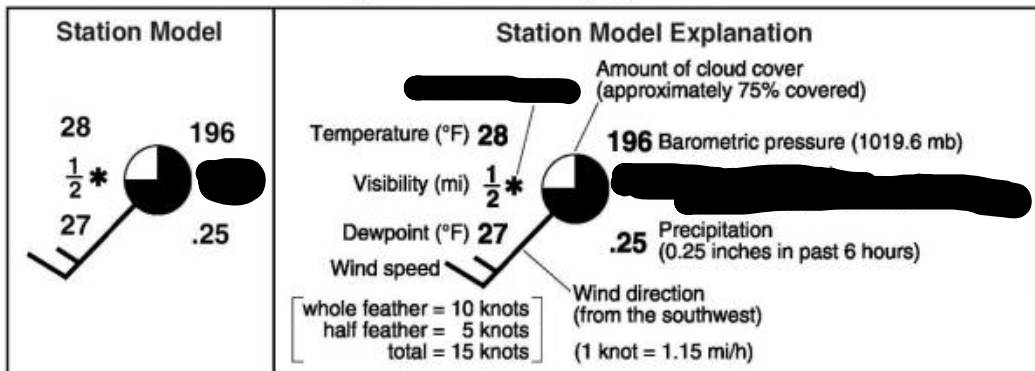 Station Model
28
196
1/2 *
27
.25
Station Model Explanation
Amount of cloud cover
(approximately 75% covered)
Temperature (°F) 28
196 Barometric pressure (1019.6 mb)
Visibility (mi) 1/2 *
Dewpoint (°F) 27
.25 Precipitation
(0.25 inches in past 6 hours)
Wind speed
whole feather = 10 knots
half feather = 5 knots
total = 15 knots
Wind direction
(from the southwest)
(1 knot = 1.15 mi/h)